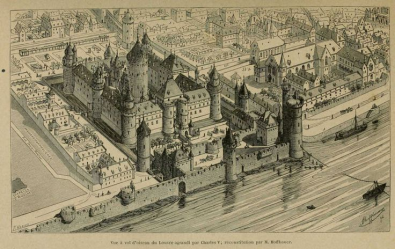 Vue à vol d'oiseau du Louvre agrandi par Charles V, reconstitution par H. Hoffbauer.